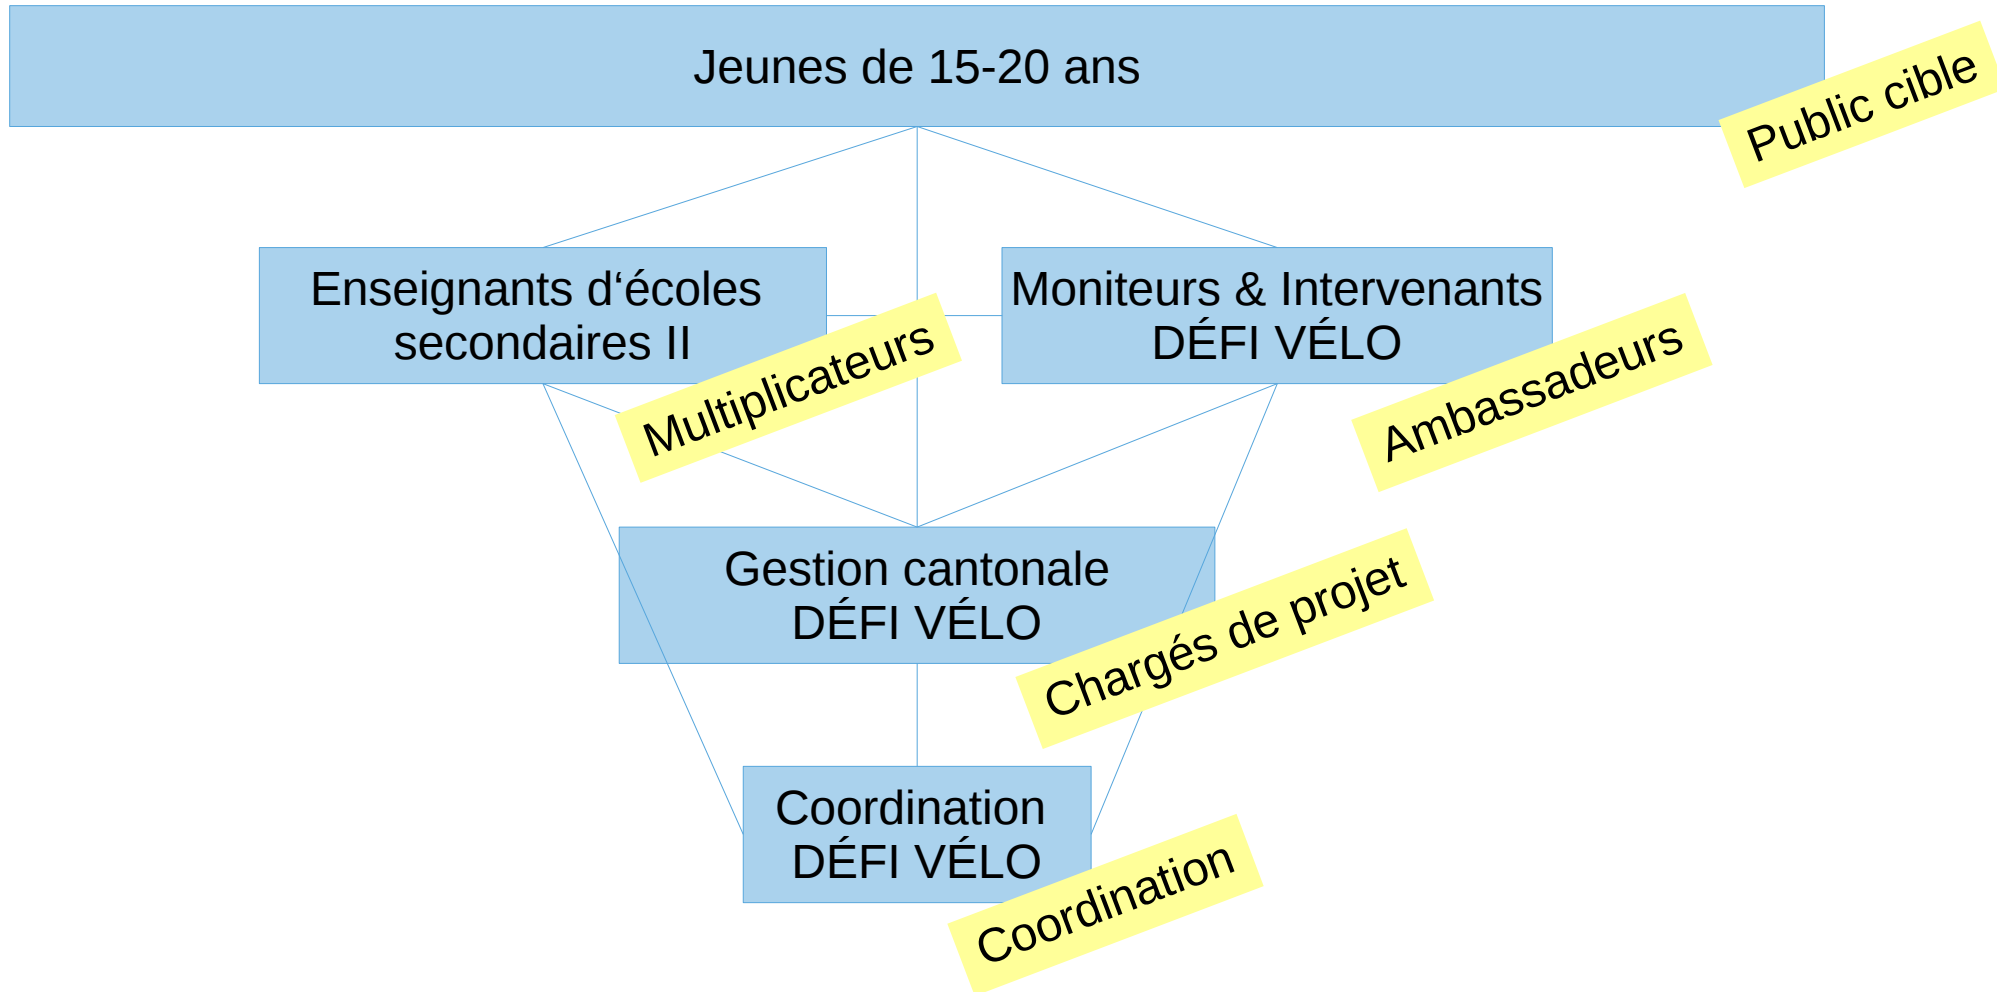 Jeunes de 15-20 ans
Public cible
Enseignants d‘écoles
secondaires II
Multiplicateurs
Moniteurs & Intervenants
DÉFI VÉLO
Ambassadeurs
Gestion cantonale
DÉFI VÉLO
Chargés de projet
Coordination
DÉFI VÉLO
Coordination